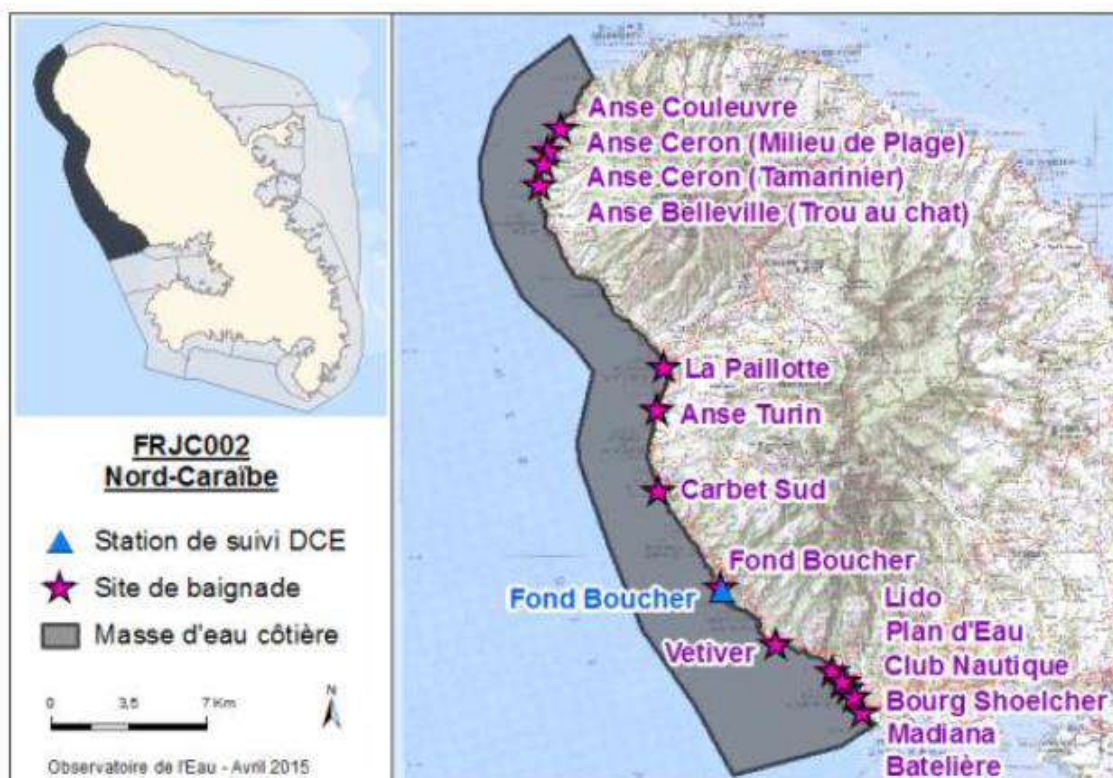 Anse Couleuvre
Anse Ceron (Milieu de Plage)
Anse Ceron (Tamarinier)
Anse Belleville (Trou au chat)
La Paillotte
Anse Turin
Carbet Sud
Fond Boucher
Fond Boucher
Vetiver
Lido
Plan d'Eau
Club Nautique
Bourg Shoelcher
Madiana
Batelière
FRJC002
Nord-Caraïbe
Station de suivi DCE
Site de baignade
Masse d'eau côtière
0 3,5 7 Km
N
Observatoire de l'Eau - Avril 2015